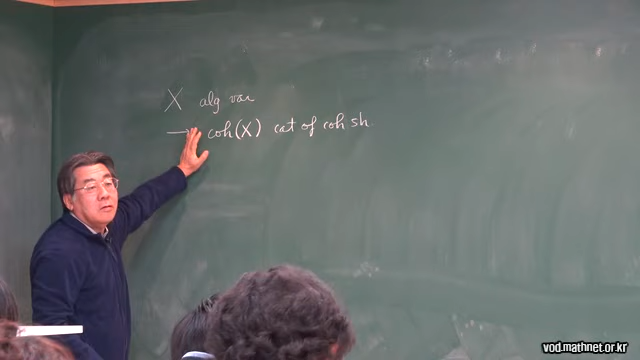 X alg var
→ coh(X) cat of coh sh
vod.mathnet.or.kr